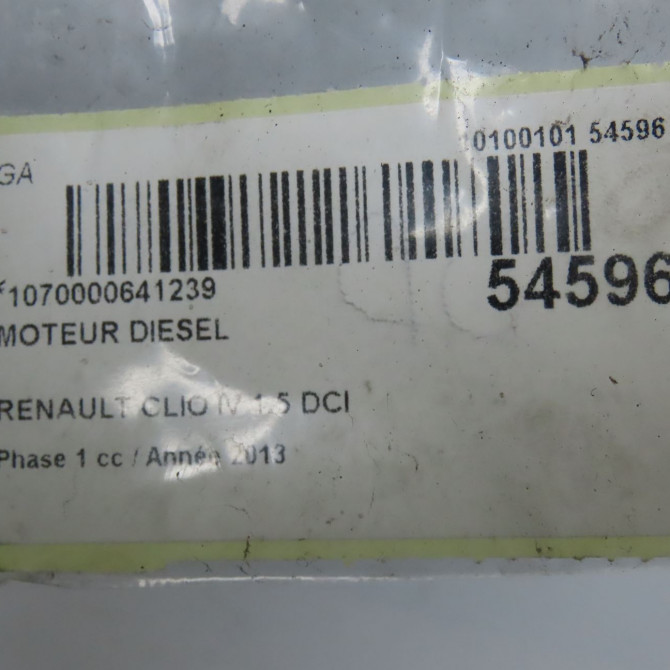 0100101 54596
GA
*1070000641239
54596
MOTEUR DIESEL
RENAULT CLIO IV 1.5 DCI
Phase 1 cc / Année 2013